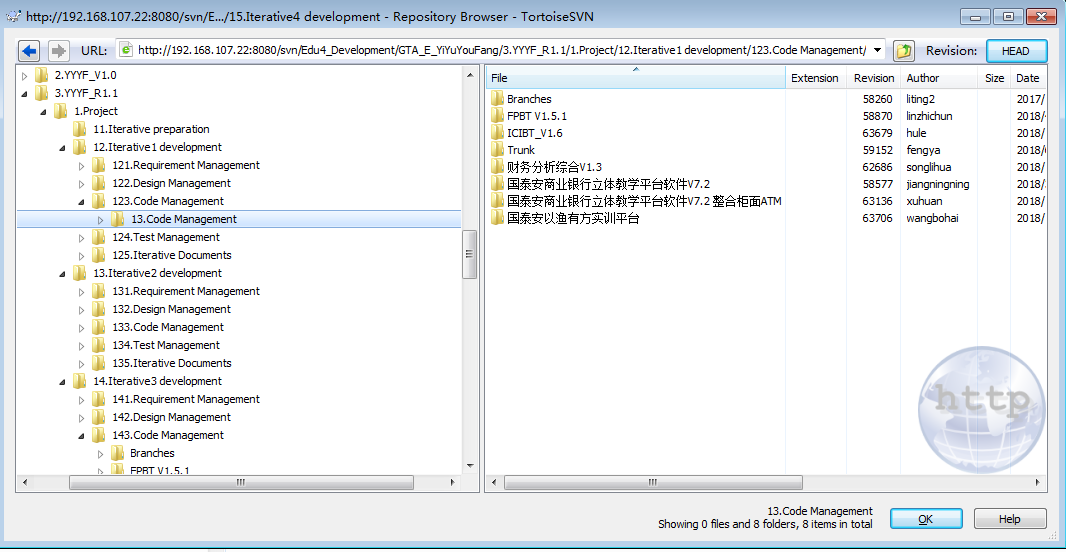 http://192.168.107.22:8080/svn/E.../15.Iterative4 development - Repository Browser - TortoiseSVN
URL: http://192.168.107.22:8080/svn/Edu4_Development/GTA_E_YiYuYouFang/3.YYYF_R1.1/1.Project/12.Iterative1 development/123.Code Management/ Revision: HEAD
2.YYYF_V1.0
3.YYYF_R1.1
1.Project
11.Iterative preparation
12.Iterative1 development
121.Requirement Management
122.Design Management
123.Code Management
13.Code Management
124.Test Management
125.Iterative Documents
13.Iterative2 development
131.Requirement Management
132.Design Management
133.Code Management
134.Test Management
135.Iterative Documents
14.Iterative3 development
141.Requirement Management
142.Design Management
143.Code Management
Branches
FPBT V1.5.1
File Extension Revision Author Size Date
Branches 58260 liting2 2017/
FPBT V1.5.1 58870 linzhichun 2018/
ICIBT_V1.6 63679 hule 2018/
Trunk 59152 fengya 2018/
财务分析综合V1.3 62686 songlihua 2018/
国泰安商业银行立体教学平台软件V7.2 58577 jiangningning 2018/
国泰安商业银行立体教学平台软件V7.2 整合柜面ATM 63136 xuhuan 2018/
国泰安以渔有方实训平台 63706 wangbohai 2018/
http
13.Code Management
Showing 0 files and 8 folders, 8 items in total
OK Help